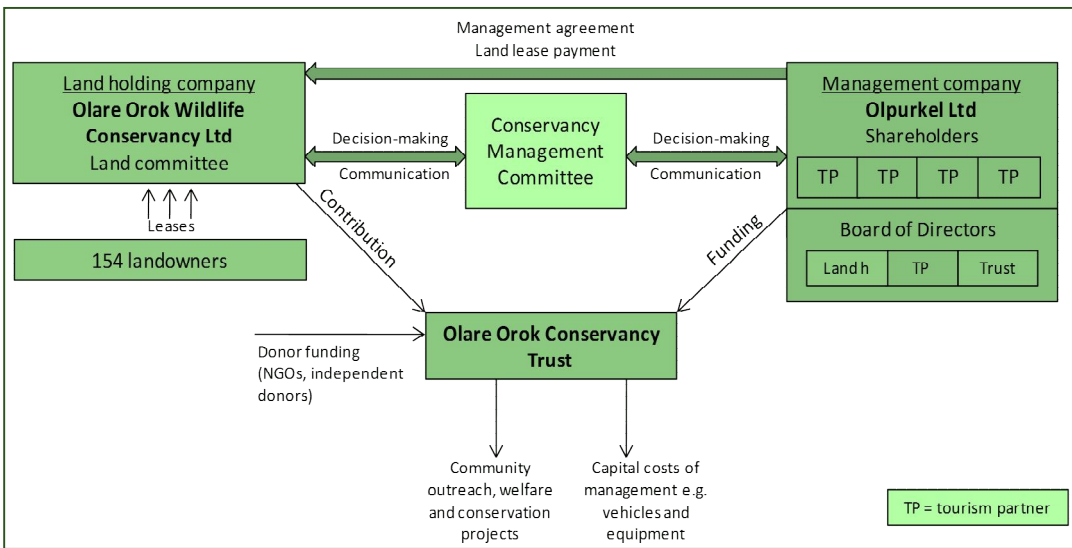 Management agreement
Land lease payment
Land holding company
Olare Orok Wildlife
Conservancy Ltd
Land committee
Decision-making
Communication
Conservancy
Management
Committee
Decision-making
Communication
Management company
Olpurkel Ltd
Shareholders
TP TP TP TP
Leases
154 landowners
Contribution
Funding
Board of Directors
Land h TP Trust
Olare Orok Conservancy
Trust
Donor funding
(NGOs, independent
donors)
Community
outreach, welfare
and conservation
projects
Capital costs of
management e.g.
vehicles and
equipment
TP = tourism partner